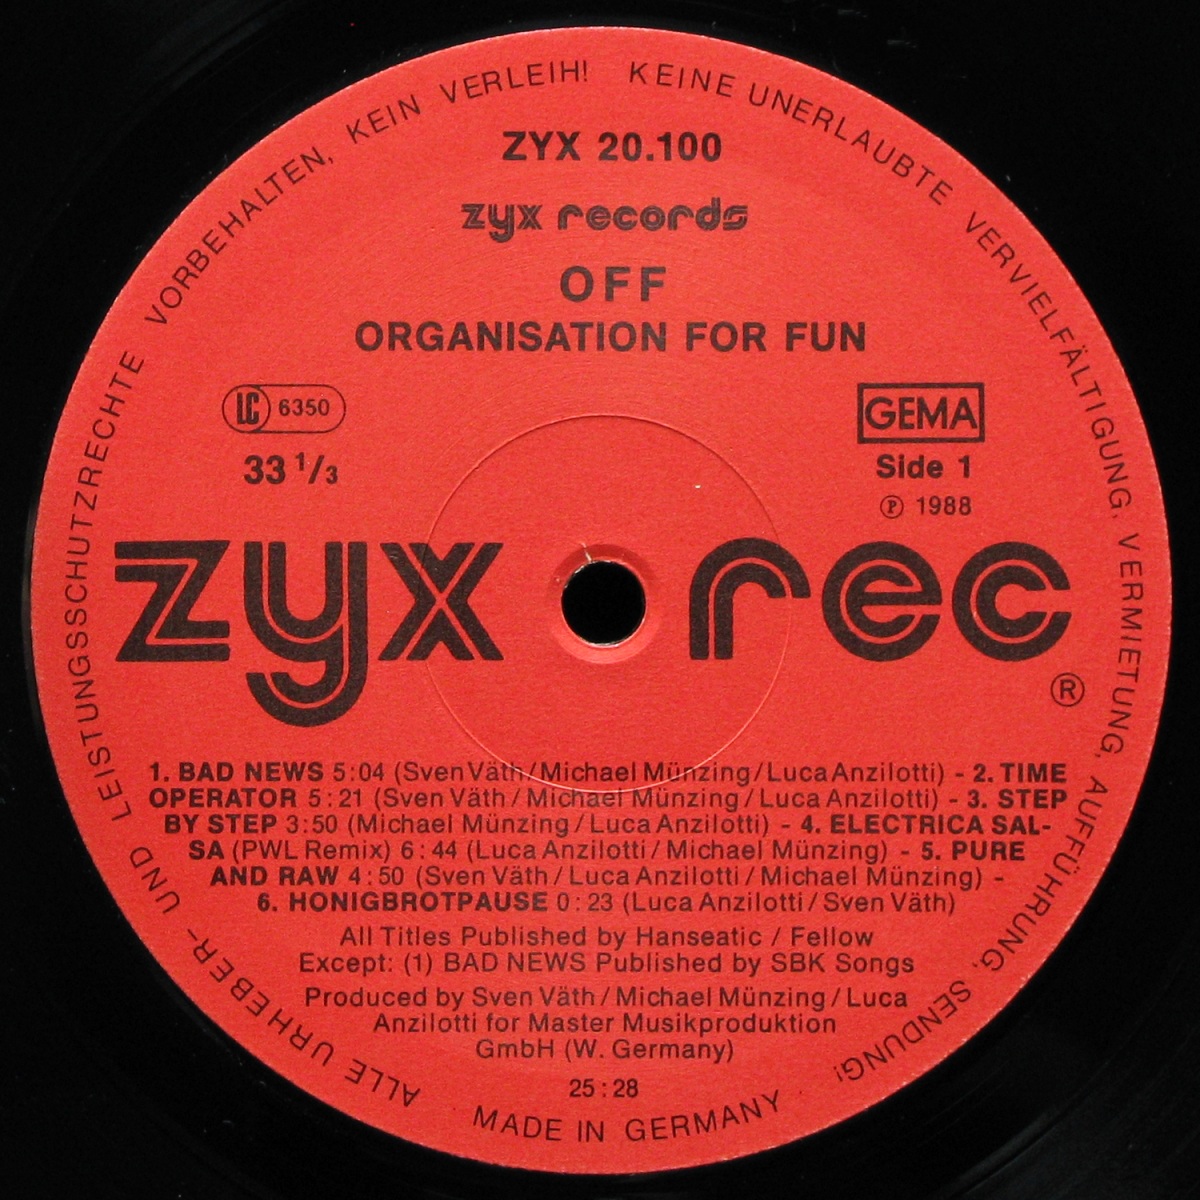 ALLE URHEBER- UND LEISTUNGSSCHUTZRECHTE VORBEHALTEN, KEIN VERLEIH! KEINE UNERLAUBTE VERVIELFÄLTIGUNG, VERMIETUNG, AUFFÜHRUNG, SENDUNG!
ZYX 20.100
zyx records
OFF
ORGANISATION FOR FUN
LC 6350
GEMA
33 1/3
Side 1
℗ 1988
zyx rec
®
1. BAD NEWS 5:04 (Sven Väth / Michael Münzing / Luca Anzilotti) - 2. TIME
OPERATOR 5:21 (Sven Väth / Michael Münzing / Luca Anzilotti) - 3. STEP
BY STEP 3:50 (Michael Münzing / Luca Anzilotti) - 4. ELECTRICA SAL-
SA (PWL Remix) 6:44 (Luca Anzilotti / Michael Münzing) - 5. PURE
AND RAW 4:50 (Sven Väth / Luca Anzilotti / Michael Münzing) -
6. HONIGBROTPAUSE 0:23 (Luca Anzilotti / Sven Väth)
All Titles Published by Hanseatic / Fellow
Except: (1) BAD NEWS Published by SBK Songs
Produced by Sven Väth / Michael Münzing / Luca
Anzilotti for Master Musikproduktion
GmbH (W. Germany)
25:28
MADE IN GERMANY